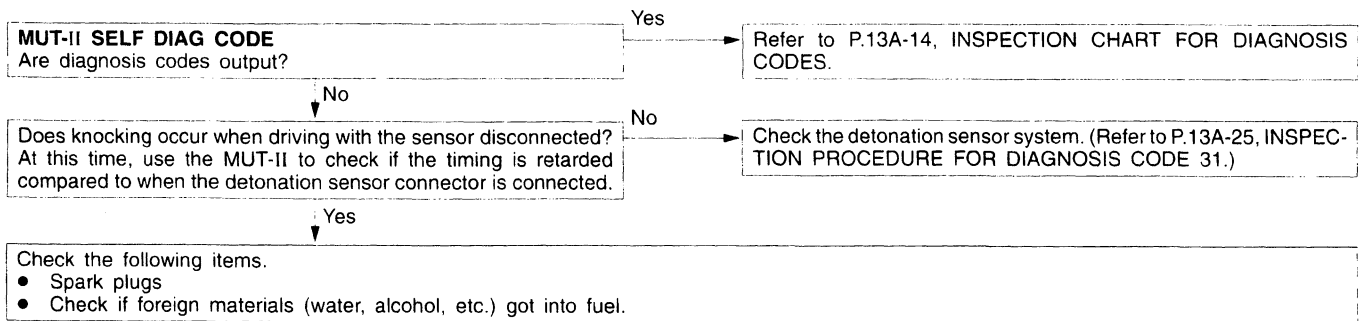 Yes
MUT-II SELF DIAG CODE
Are diagnosis codes output?
Refer to P.13A-14, INSPECTION CHART FOR DIAGNOSIS
CODES.
No
Does knocking occur when driving with the sensor disconnected?
At this time, use the MUT-II to check if the timing is retarded
compared to when the detonation sensor connector is connected.
No
Check the detonation sensor system. (Refer to P.13A-25, INSPEC-
TION PROCEDURE FOR DIAGNOSIS CODE 31.)
Yes
Check the following items.
● Spark plugs
● Check if foreign materials (water, alcohol, etc.) got into fuel.